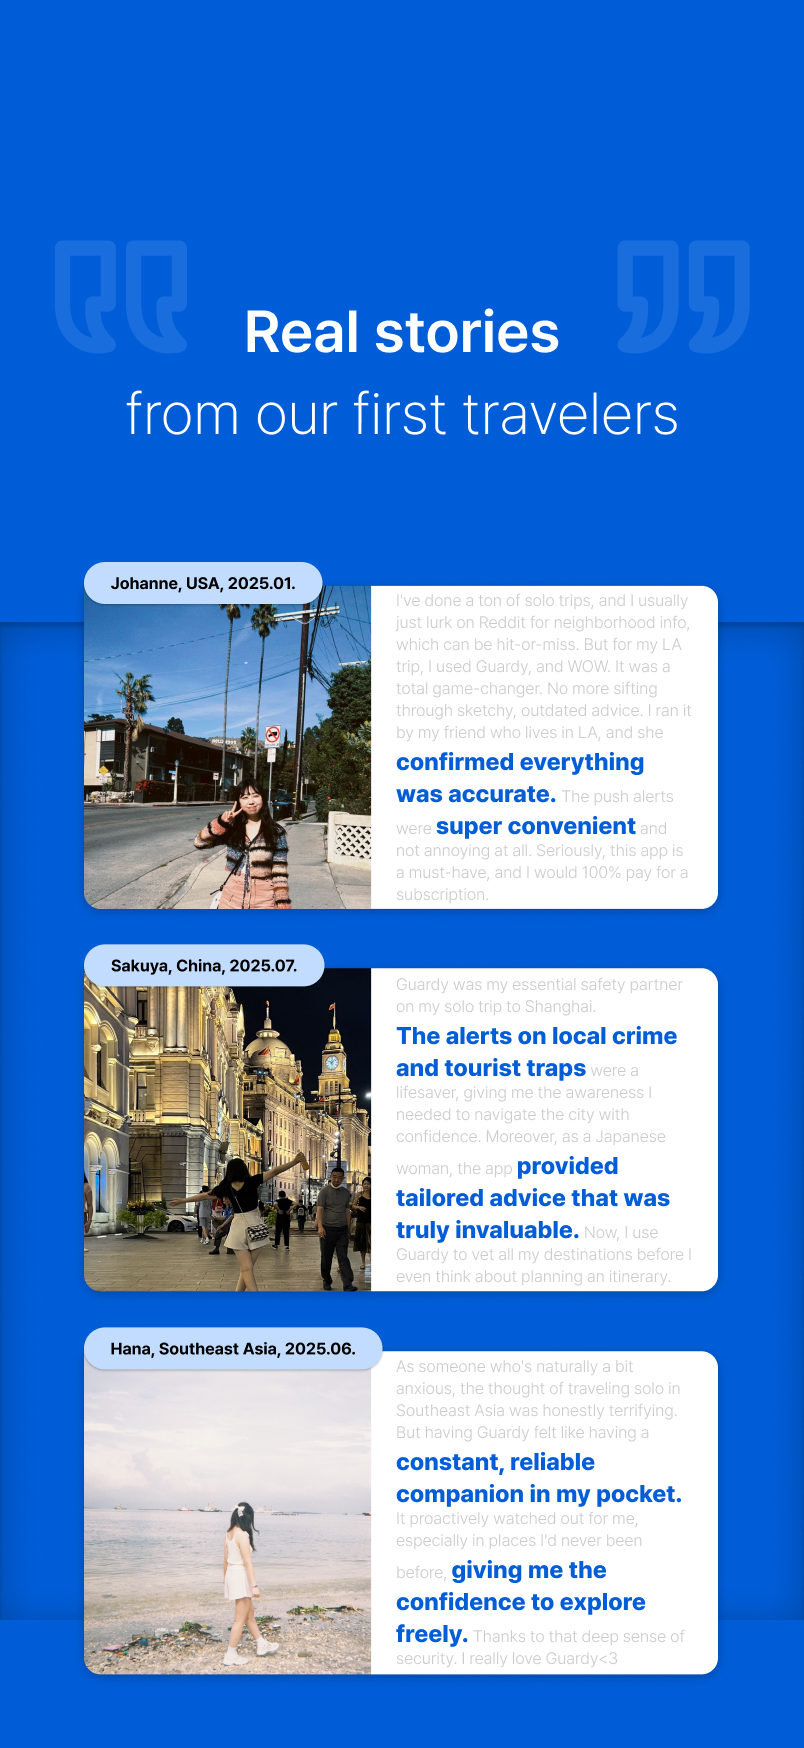 Real stories
from our first travelers
Johanne, USA, 2025.01.
I've done a ton of solo trips, and I usually
just lurk on Reddit for neighborhood info,
which can be hit-or-miss. But for my LA
trip, I used Guardy, and WOW. It was a
total game-changer. No more sifting
through sketchy, outdated advice. I ran it
by my friend who lives in LA, and she
confirmed everything
was accurate. The push alerts
were super convenient and
not annoying at all. Seriously, this app is
a must-have, and I would 100% pay for a
subscription.
Sakuya, China, 2025.07.
Guardy was my essential safety partner
on my solo trip to Shanghai.
The alerts on local crime
and tourist traps were a
lifesaver, giving me the awareness I
needed to navigate the city with
confidence. Moreover, as a Japanese
woman, the app provided
tailored advice that was
truly invaluable. Now, I use
Guardy to vet all my destinations before I
even think about planning an itinerary.
Hana, Southeast Asia, 2025.06.
As someone who's naturally a bit
anxious, the thought of traveling solo in
Southeast Asia was honestly terrifying.
But having Guardy felt like having a
constant, reliable
companion in my pocket.
It proactively watched out for me,
especially in places I'd never been
before, giving me the
confidence to explore
freely. Thanks to that deep sense of
security. I really love Guardy<3